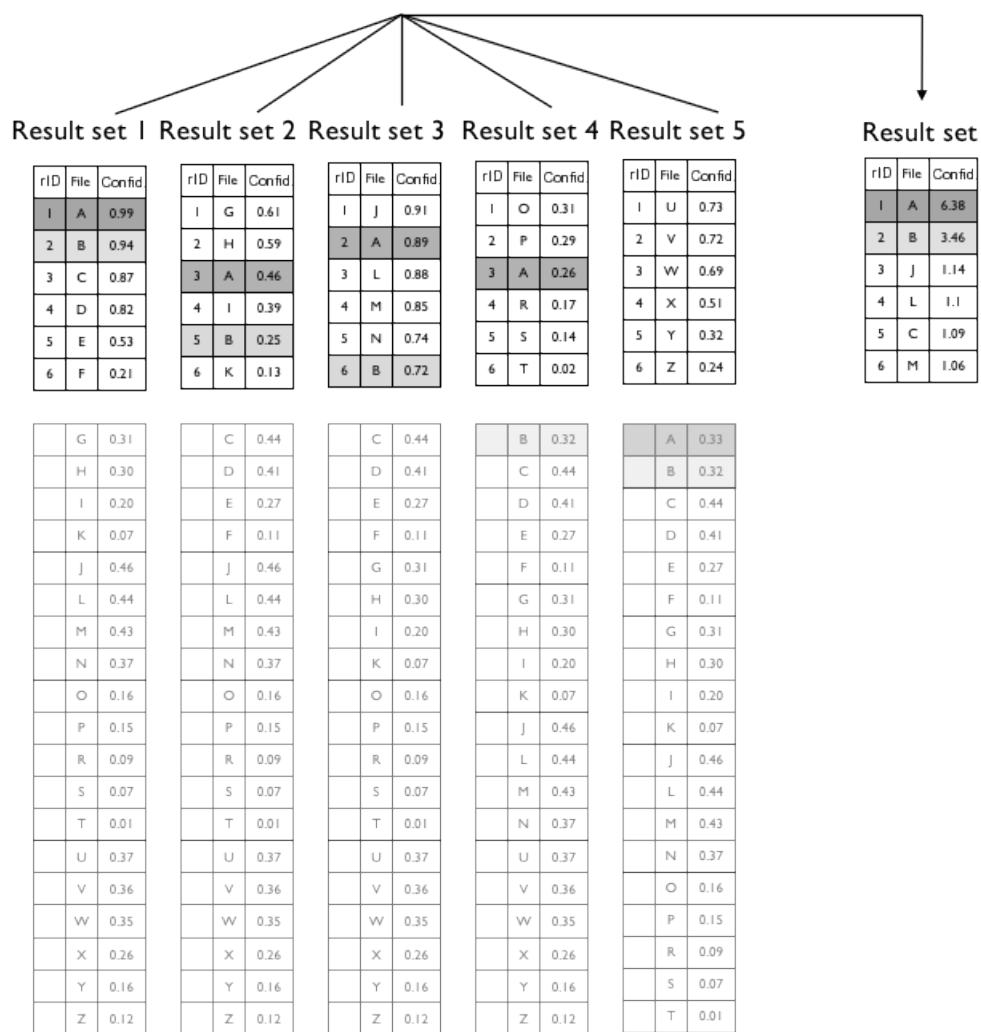 Result set 1
rID File Confid.
1 A 0.99
2 B 0.94
3 C 0.87
4 D 0.82
5 E 0.53
6 F 0.21
G 0.31
H 0.30
I 0.20
K 0.07
J 0.46
L 0.44
M 0.43
N 0.37
O 0.16
P 0.15
R 0.09
S 0.07
T 0.01
U 0.37
V 0.36
W 0.35
X 0.26
Y 0.16
Z 0.12
Result set 2
rID File Confid.
1 G 0.61
2 H 0.59
3 A 0.46
4 I 0.39
5 B 0.25
6 K 0.13
C 0.44
D 0.41
E 0.27
F 0.11
J 0.46
L 0.44
M 0.43
N 0.37
O 0.16
P 0.15
R 0.09
S 0.07
T 0.01
U 0.37
V 0.36
W 0.35
X 0.26
Y 0.16
Z 0.12
Result set 3
rID File Confid.
1 J 0.91
2 A 0.89
3 L 0.88
4 M 0.85
5 N 0.74
6 B 0.72
C 0.44
D 0.41
E 0.27
F 0.11
G 0.31
H 0.30
I 0.20
K 0.07
O 0.16
P 0.15
R 0.09
S 0.07
T 0.01
U 0.37
V 0.36
W 0.35
X 0.26
Y 0.16
Z 0.12
Result set 4
rID File Confid.
1 O 0.31
2 P 0.29
3 A 0.26
4 R 0.17
5 S 0.14
6 T 0.02
B 0.32
C 0.44
D 0.41
E 0.27
F 0.11
G 0.31
H 0.30
I 0.20
K 0.07
J 0.46
L 0.44
M 0.43
N 0.37
U 0.37
V 0.36
W 0.35
X 0.26
Y 0.16
Z 0.12
Result set 5
rID File Confid.
1 U 0.73
2 V 0.72
3 W 0.69
4 X 0.51
5 Y 0.32
6 Z 0.24
A 0.33
B 0.32
C 0.44
D 0.41
E 0.27
F 0.11
G 0.31
H 0.30
I 0.20
K 0.07
J 0.46
L 0.44
M 0.43
N 0.37
O 0.16
P 0.15
R 0.09
S 0.07
T 0.01
Result set
rID File Confid.
1 A 6.38
2 B 3.46
3 J 1.14
4 L 1.1
5 C 1.09
6 M 1.06